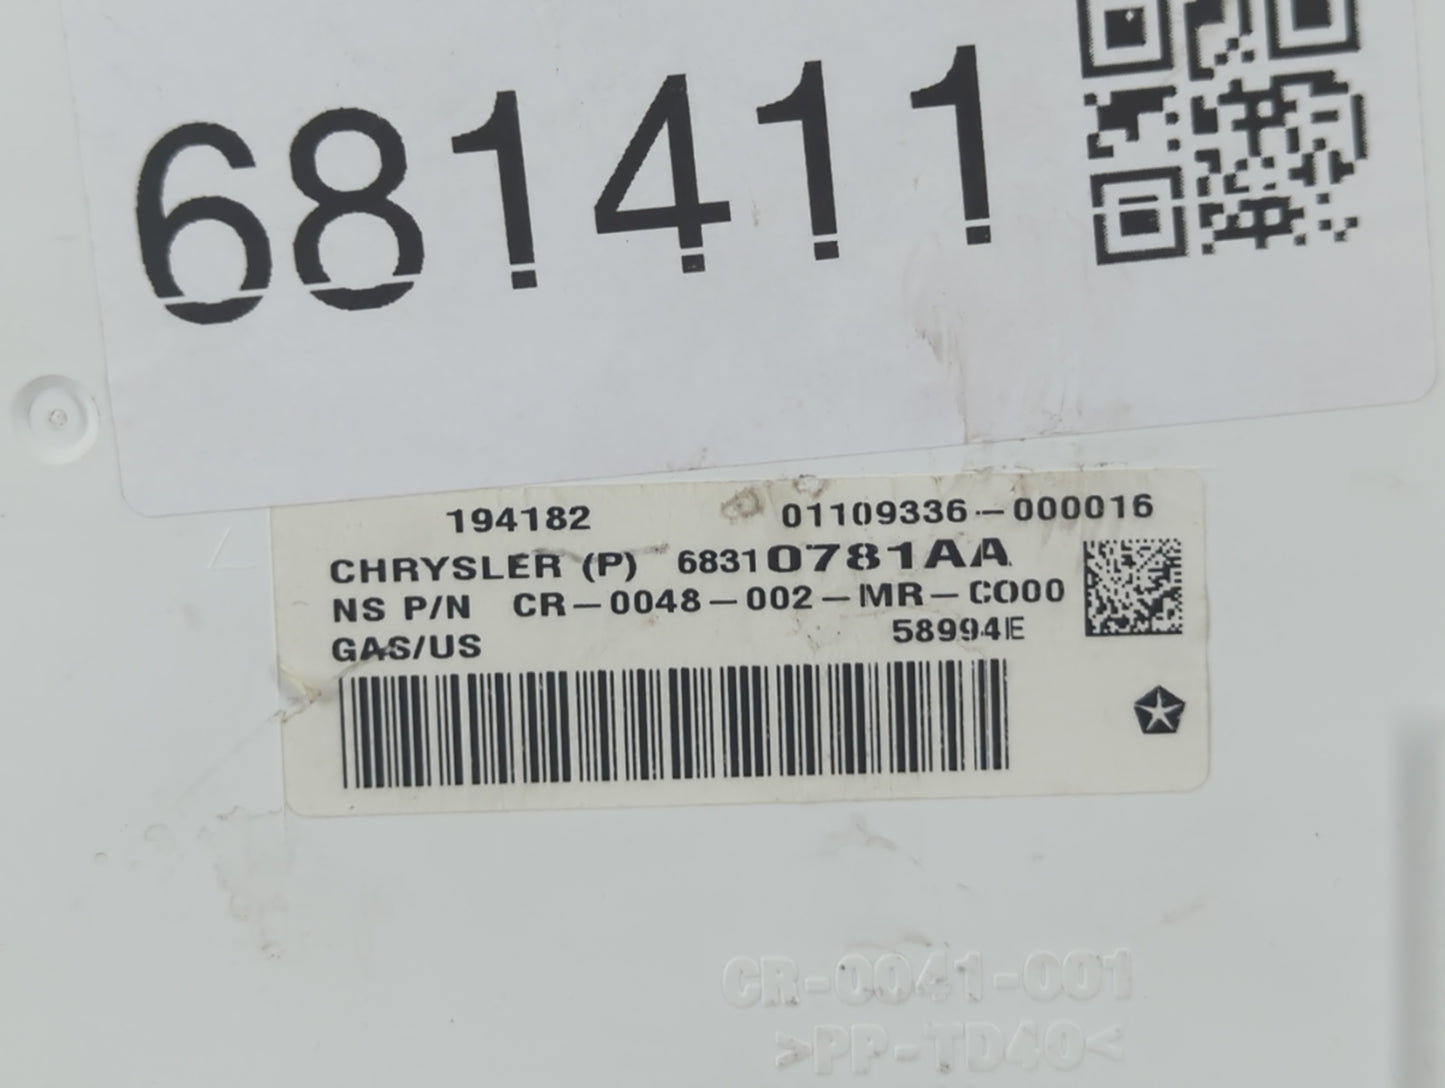 681411
194182 01109336-000016
CHRYSLER (P) 68310781AA
NS P/N CR-0048-002-MR-C000
GAS/US 58994IE
CR-0041-001
>PP-TD40<